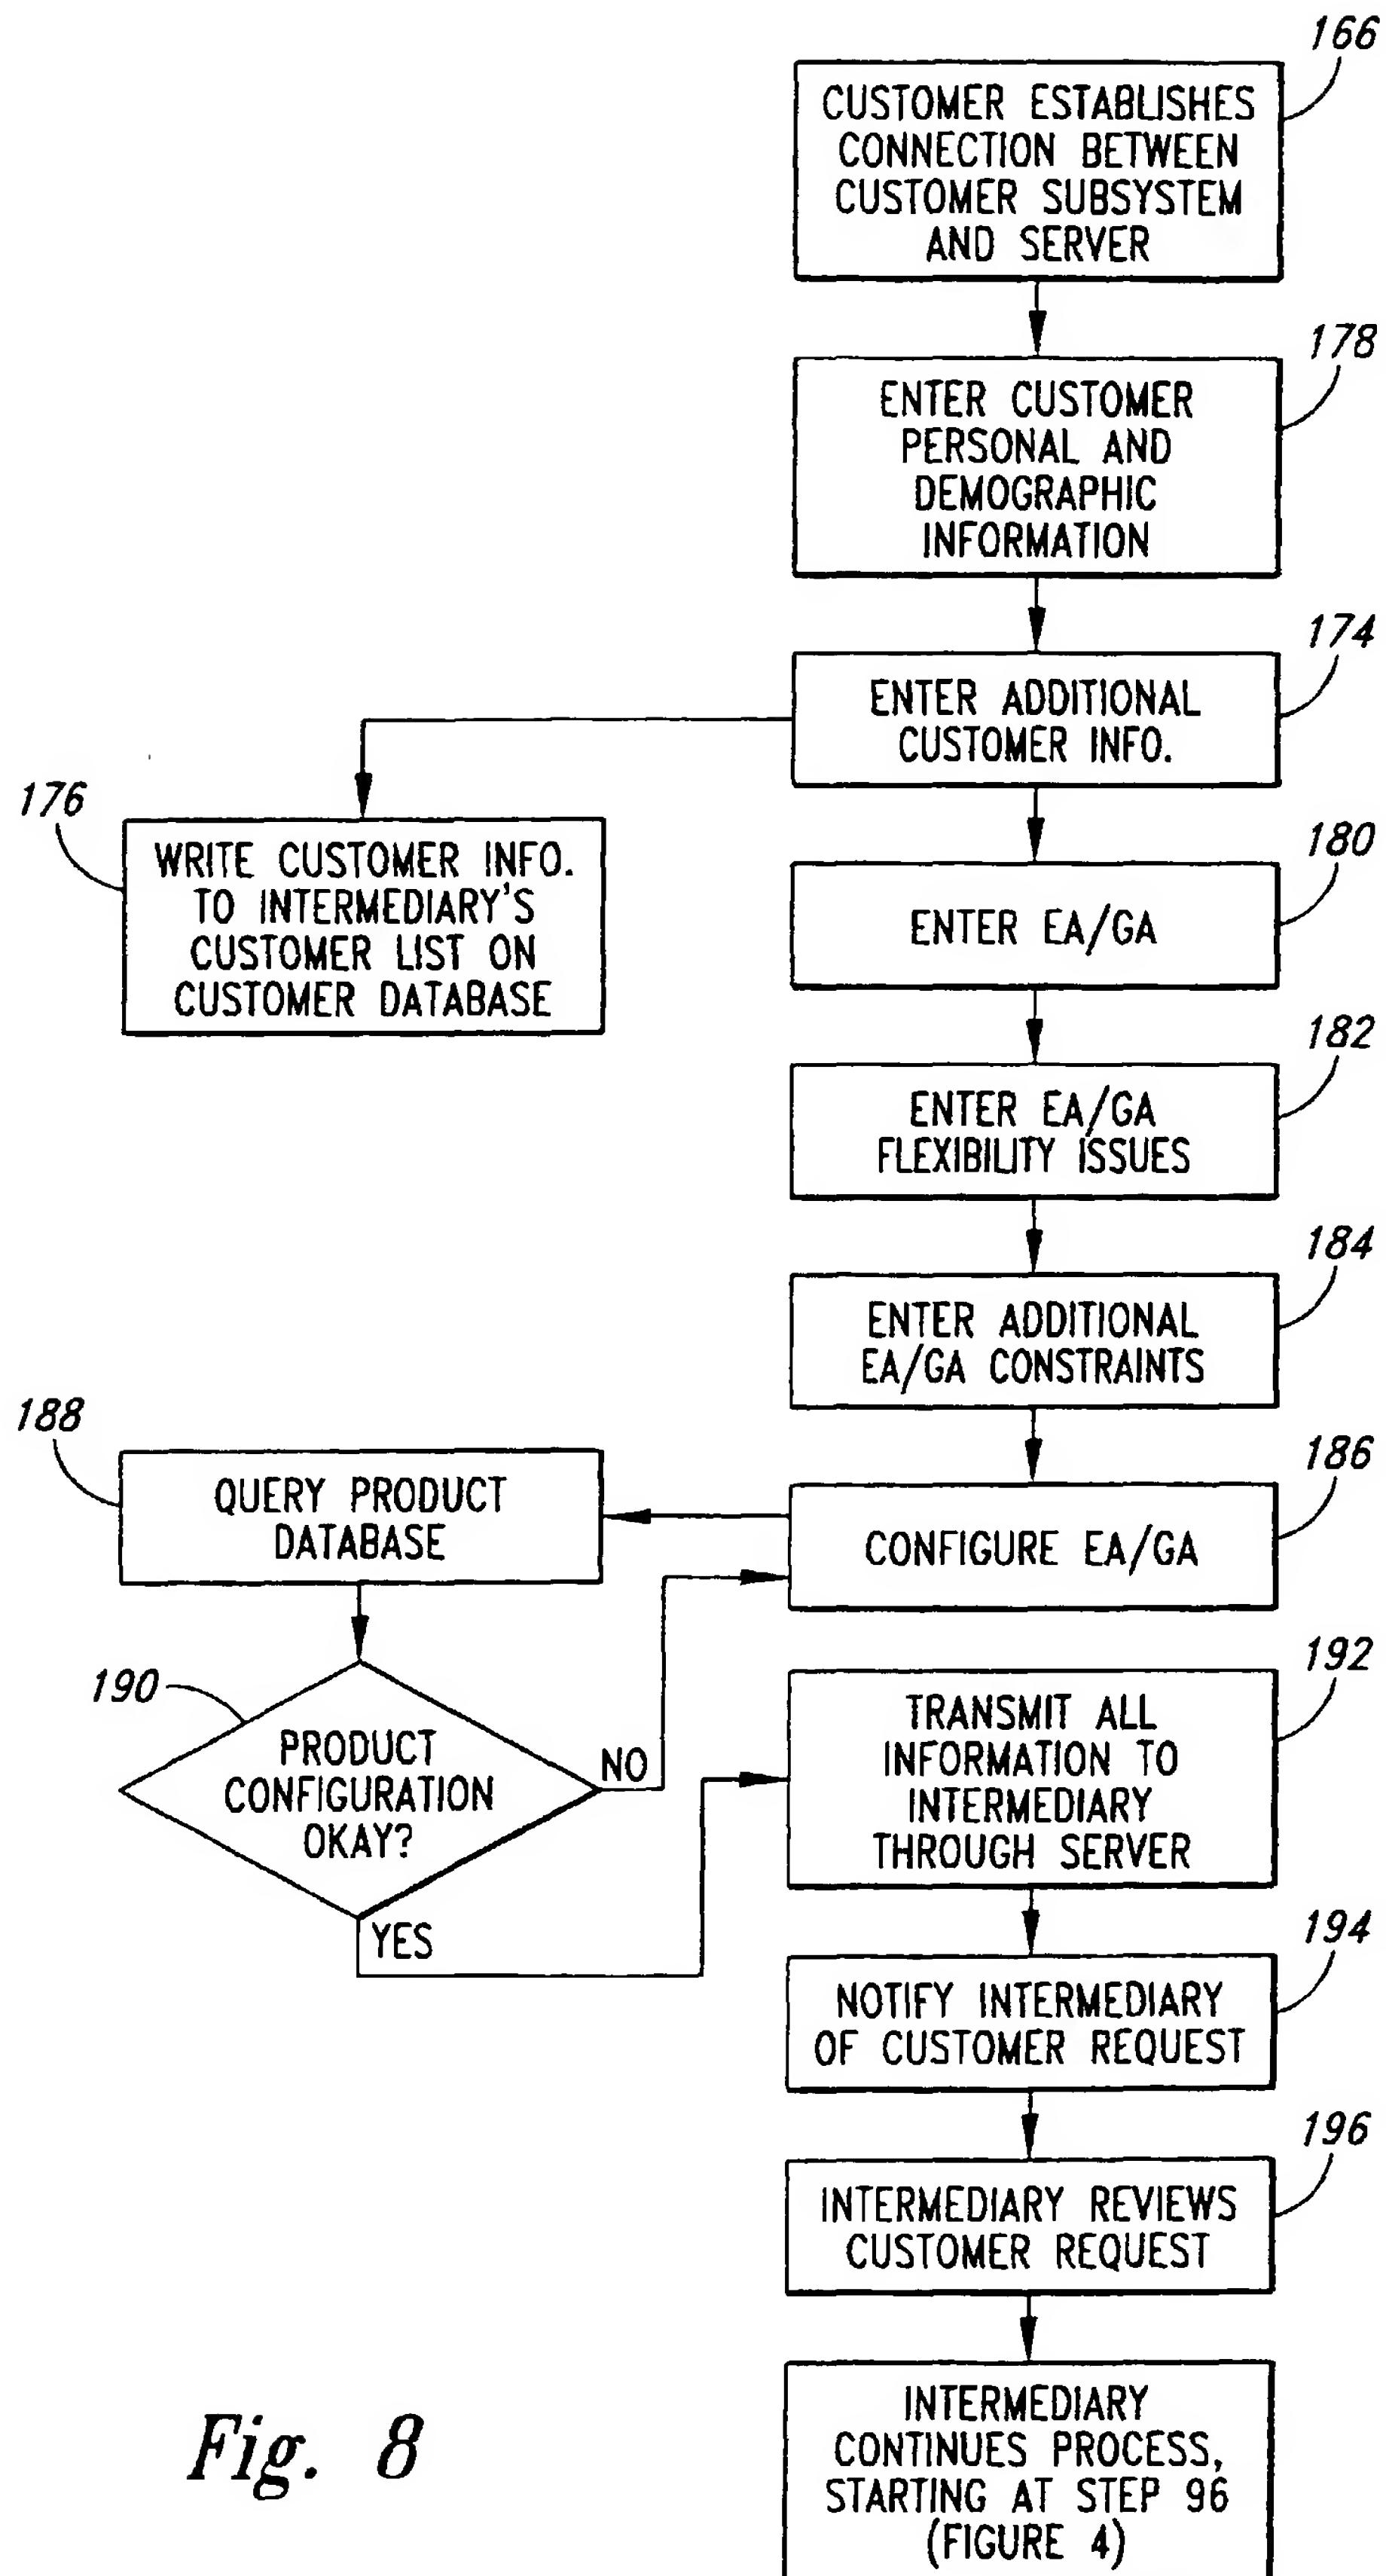 166
CUSTOMER ESTABLISHES
CONNECTION BETWEEN
CUSTOMER SUBSYSTEM
AND SERVER
178
ENTER CUSTOMER
PERSONAL AND
DEMOGRAPHIC
INFORMATION
174
ENTER ADDITIONAL
CUSTOMER INFO.
176
WRITE CUSTOMER INFO.
TO INTERMEDIARY'S
CUSTOMER LIST ON
CUSTOMER DATABASE
180
ENTER EA/GA
182
ENTER EA/GA
FLEXIBILITY ISSUES
184
ENTER ADDITIONAL
EA/GA CONSTRAINTS
186
CONFIGURE EA/GA
188
QUERY PRODUCT
DATABASE
190
PRODUCT
CONFIGURATION
OKAY?
NO
YES
192
TRANSMIT ALL
INFORMATION TO
INTERMEDIARY
THROUGH SERVER
194
NOTIFY INTERMEDIARY
OF CUSTOMER REQUEST
196
INTERMEDIARY REVIEWS
CUSTOMER REQUEST
INTERMEDIARY
CONTINUES PROCESS,
STARTING AT STEP 96
(FIGURE 4)
Fig. 8